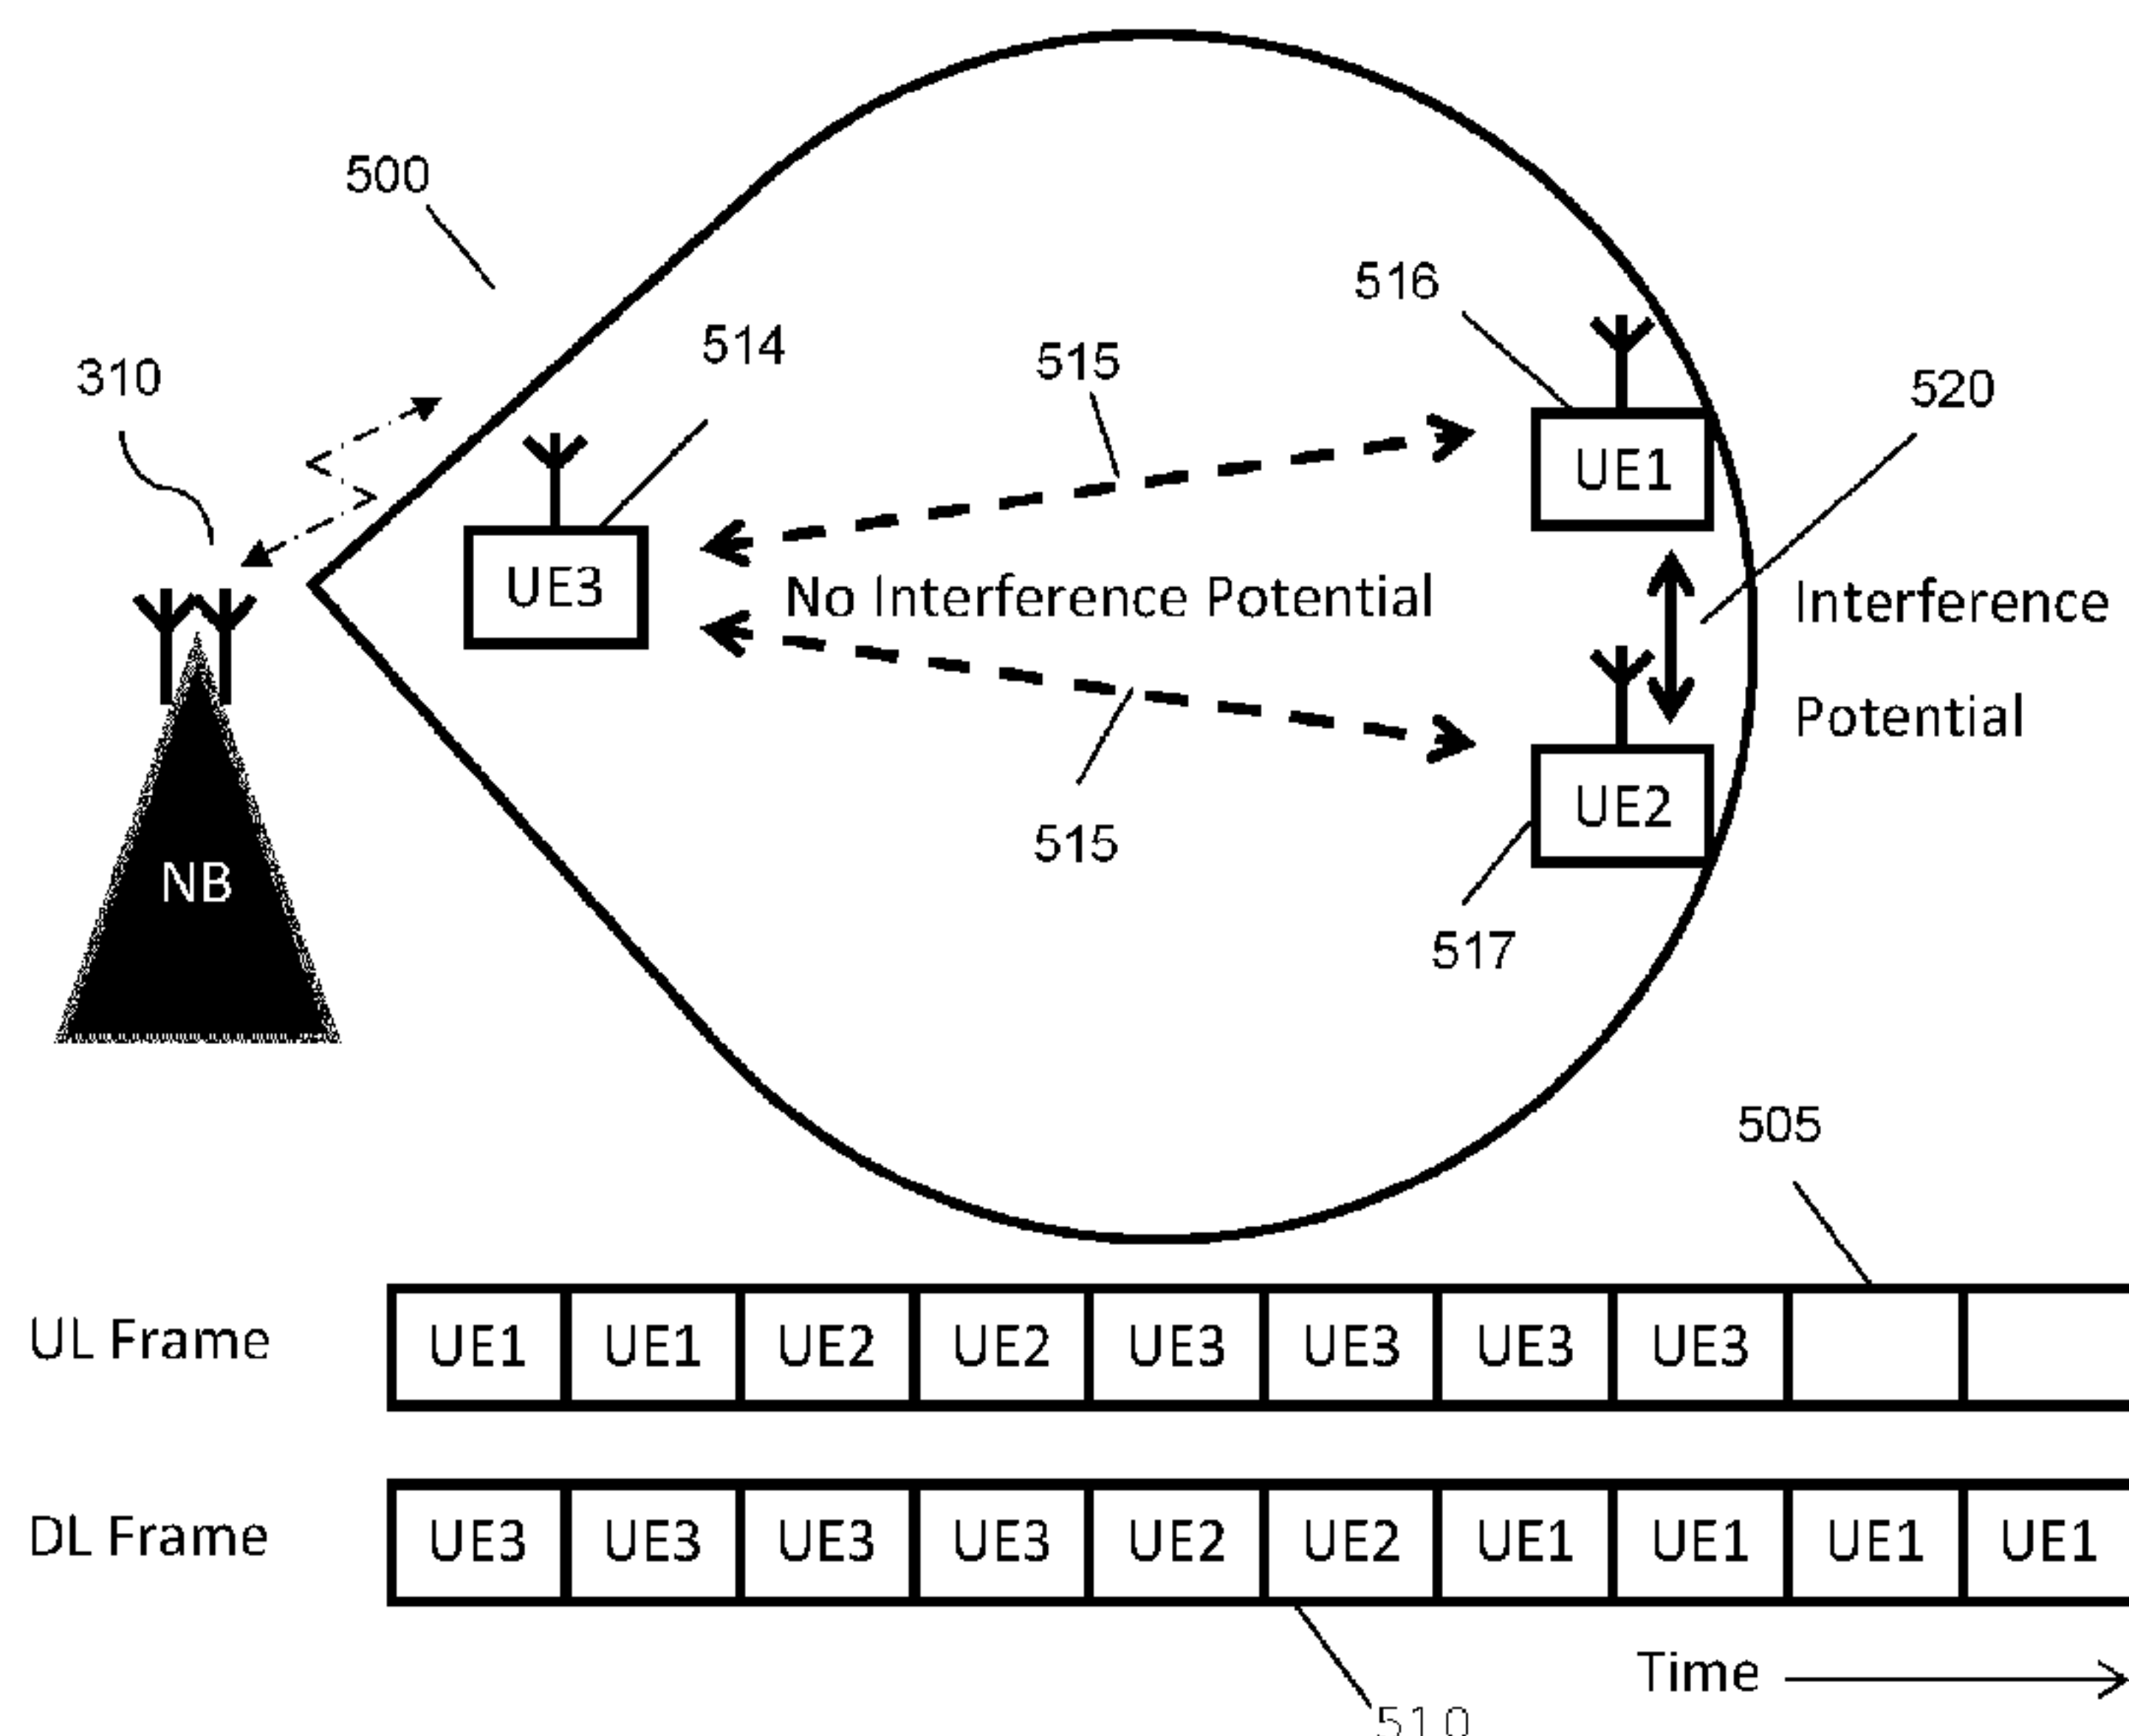 500
516
514
515
310
520
UE1
UE3
No Interference Potential
Interference
Potential
UE2
515
NB
517
505
UL Frame UE1 UE1 UE2 UE2 UE3 UE3 UE3 UE3
DL Frame UE3 UE3 UE3 UE3 UE2 UE2 UE1 UE1 UE1 UE1
Time
510